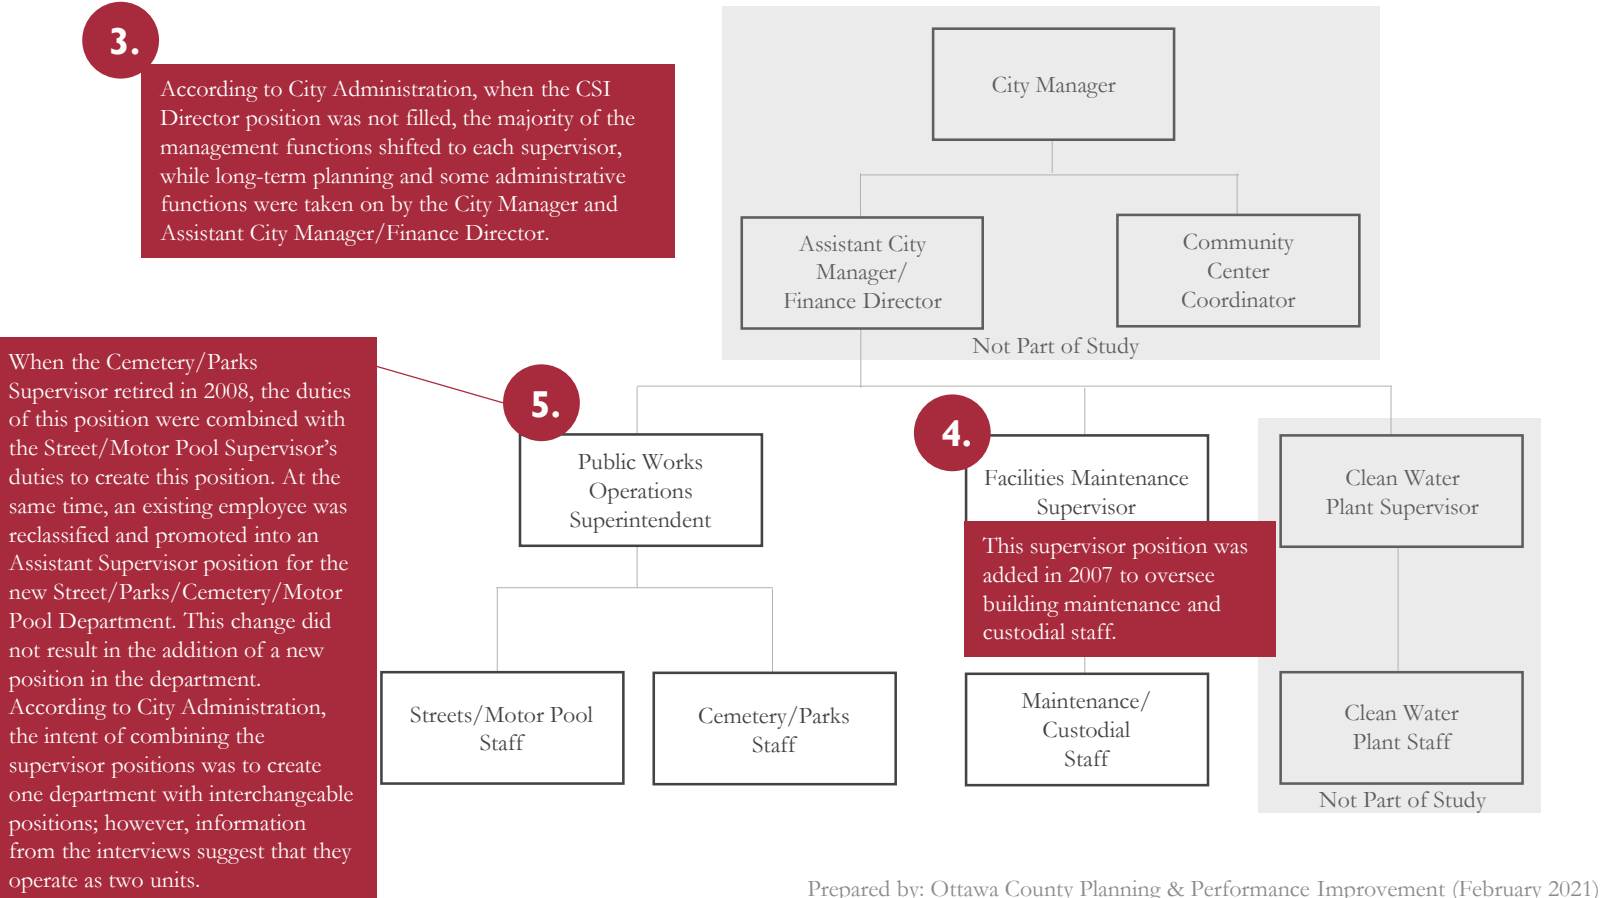 3.
According to City Administration, when the CSI
Director position was not filled, the majority of the
management functions shifted to each supervisor,
while long-term planning and some administrative
functions were taken on by the City Manager and
Assistant City Manager/Finance Director.
City Manager
Assistant City
Manager/
Finance Director
Community
Center
Coordinator
Not Part of Study
When the Cemetery/Parks
Supervisor retired in 2008, the duties
of this position were combined with
the Street/Motor Pool Supervisor’s
duties to create this position. At the
same time, an existing employee was
reclassified and promoted into an
Assistant Supervisor position for the
new Street/Parks/Cemetery/Motor
Pool Department. This change did
not result in the addition of a new
position in the department.
According to City Administration,
the intent of combining the
supervisor positions was to create
one department with interchangeable
positions; however, information
from the interviews suggest that they
operate as two units.
5.
Public Works
Operations
Superintendent
4.
Facilities Maintenance
Supervisor
This supervisor position was
added in 2007 to oversee
building maintenance and
custodial staff.
Clean Water
Plant Supervisor
Streets/Motor Pool
Staff
Cemetery/Parks
Staff
Maintenance/
Custodial
Staff
Clean Water
Plant Staff
Not Part of Study
Prepared by: Ottawa County Planning & Performance Improvement (February 2021)